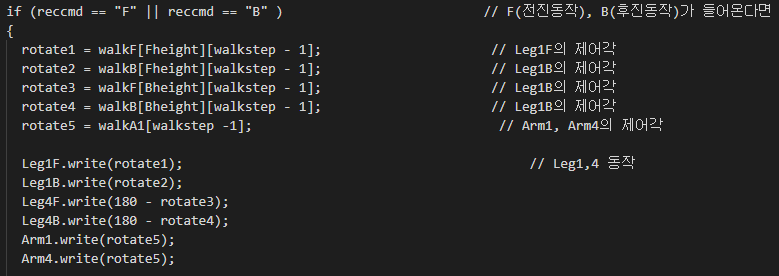 if (reccmd == "F" || reccmd == "B" ) // F(전진동작), B(후진동작)가 들어온다면
{
rotate1 = walkF[Fheight][walkstep - 1]; // Leg1F의 제어각
rotate2 = walkB[Fheight][walkstep - 1]; // Leg1B의 제어각
rotate3 = walkF[Bheight][walkstep - 1]; // Leg1B의 제어각
rotate4 = walkB[Bheight][walkstep - 1]; // Leg1B의 제어각
rotate5 = walkA1[walkstep -1]; // Arm1, Arm4의 제어각
Leg1F.write(rotate1); // Leg1,4 동작
Leg1B.write(rotate2);
Leg4F.write(180 - rotate3);
Leg4B.write(180 - rotate4);
Arm1.write(rotate5);
Arm4.write(rotate5);